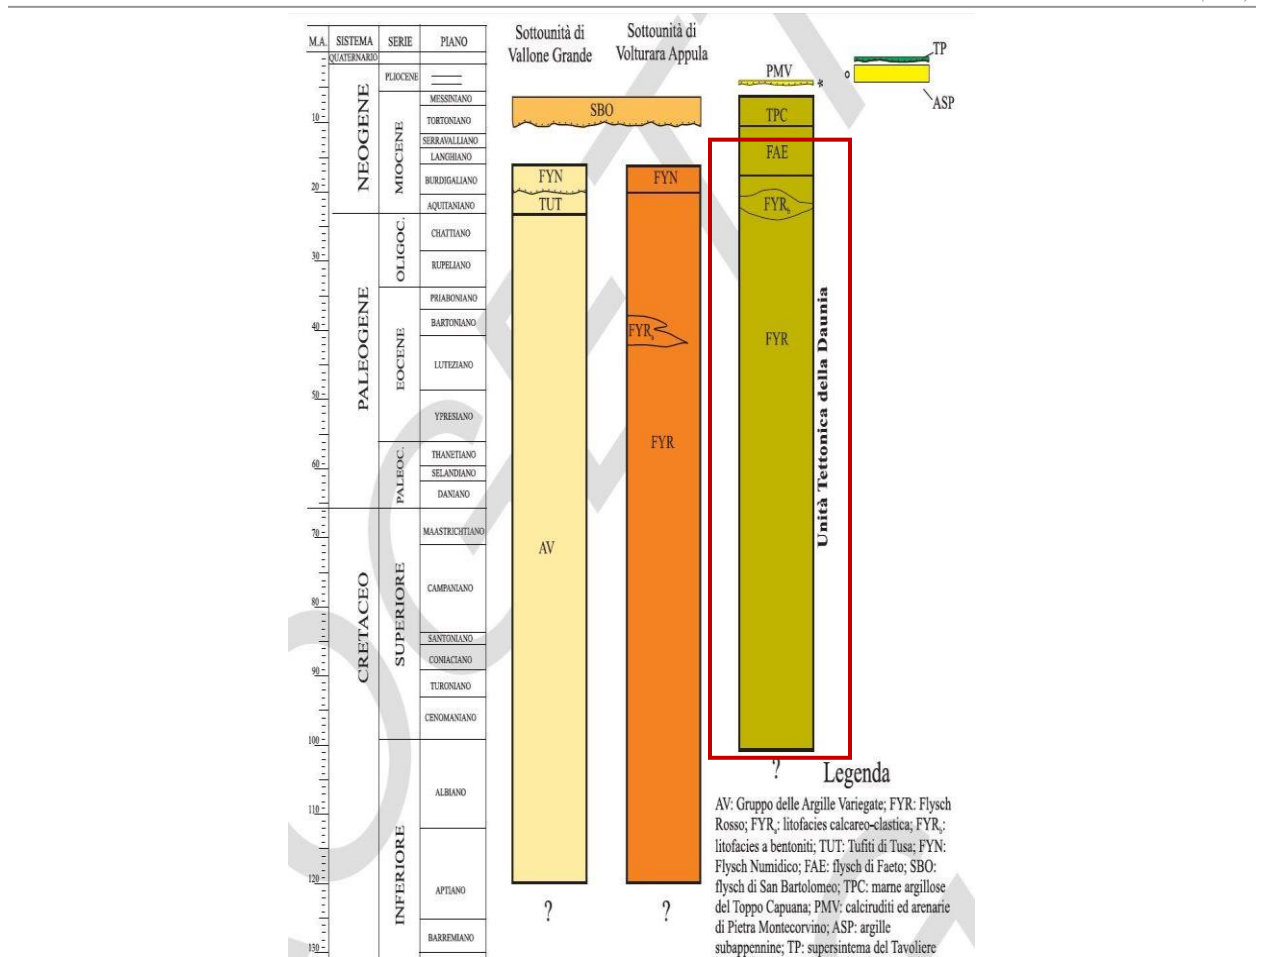 Sottounità di
Vallone Grande
Sottounità di
Volturara Appula
M.A.
SISTEMA
SERIE
PIANO
QUATERNARIO
NEOGENE
PALEOGENE
CRETACEO
PLIOCENE
MIOCENE
OLIGOC.
EOCENE
PALEOC.
SUPERIORE
INFERIORE
MESSINIANO
TORTONIANO
SERRAVALLIANO
LANGHIANO
BURDIGALIANO
AQUITANIANO
CHATTIANO
RUPELIANO
PRIABONIANO
BARTONIANO
LUTEZIANO
YPRESIANO
THANETIANO
SELANDIANO
DANIANO
MAASTRICHTIANO
CAMPANIANO
SANTONIANO
CONIACIANO
TURONIANO
CENOMANIANO
ALBIANO
APTIANO
BARREMIANO
10
20
30
40
50
60
70
80
90
100
110
120
130
SBO
FYN
TUT
AV
?
FYN
FYR
FYR
?
PMV
*
TPC
FAE
FYR
FYR
?
Unità Tettonica della Daunia
TP
ASP
Legenda
AV: Gruppo delle Argille Variegate; FYR: Flysch
Rosso; FYRa: litofacies calcareo-clastica; FYRb:
litofacies a bentoniti; TUT: Tufiti di Tusa; FYN:
Flysch Numidico; FAE: flysch di Faeto; SBO:
flysch di San Bartolomeo; TPC: marne argillose
del Toppo Capuana; PMV: calciruditi ed arenarie
di Pietra Montecorvino; ASP: argille
subappennine; TP: supersintema del Tavoliere